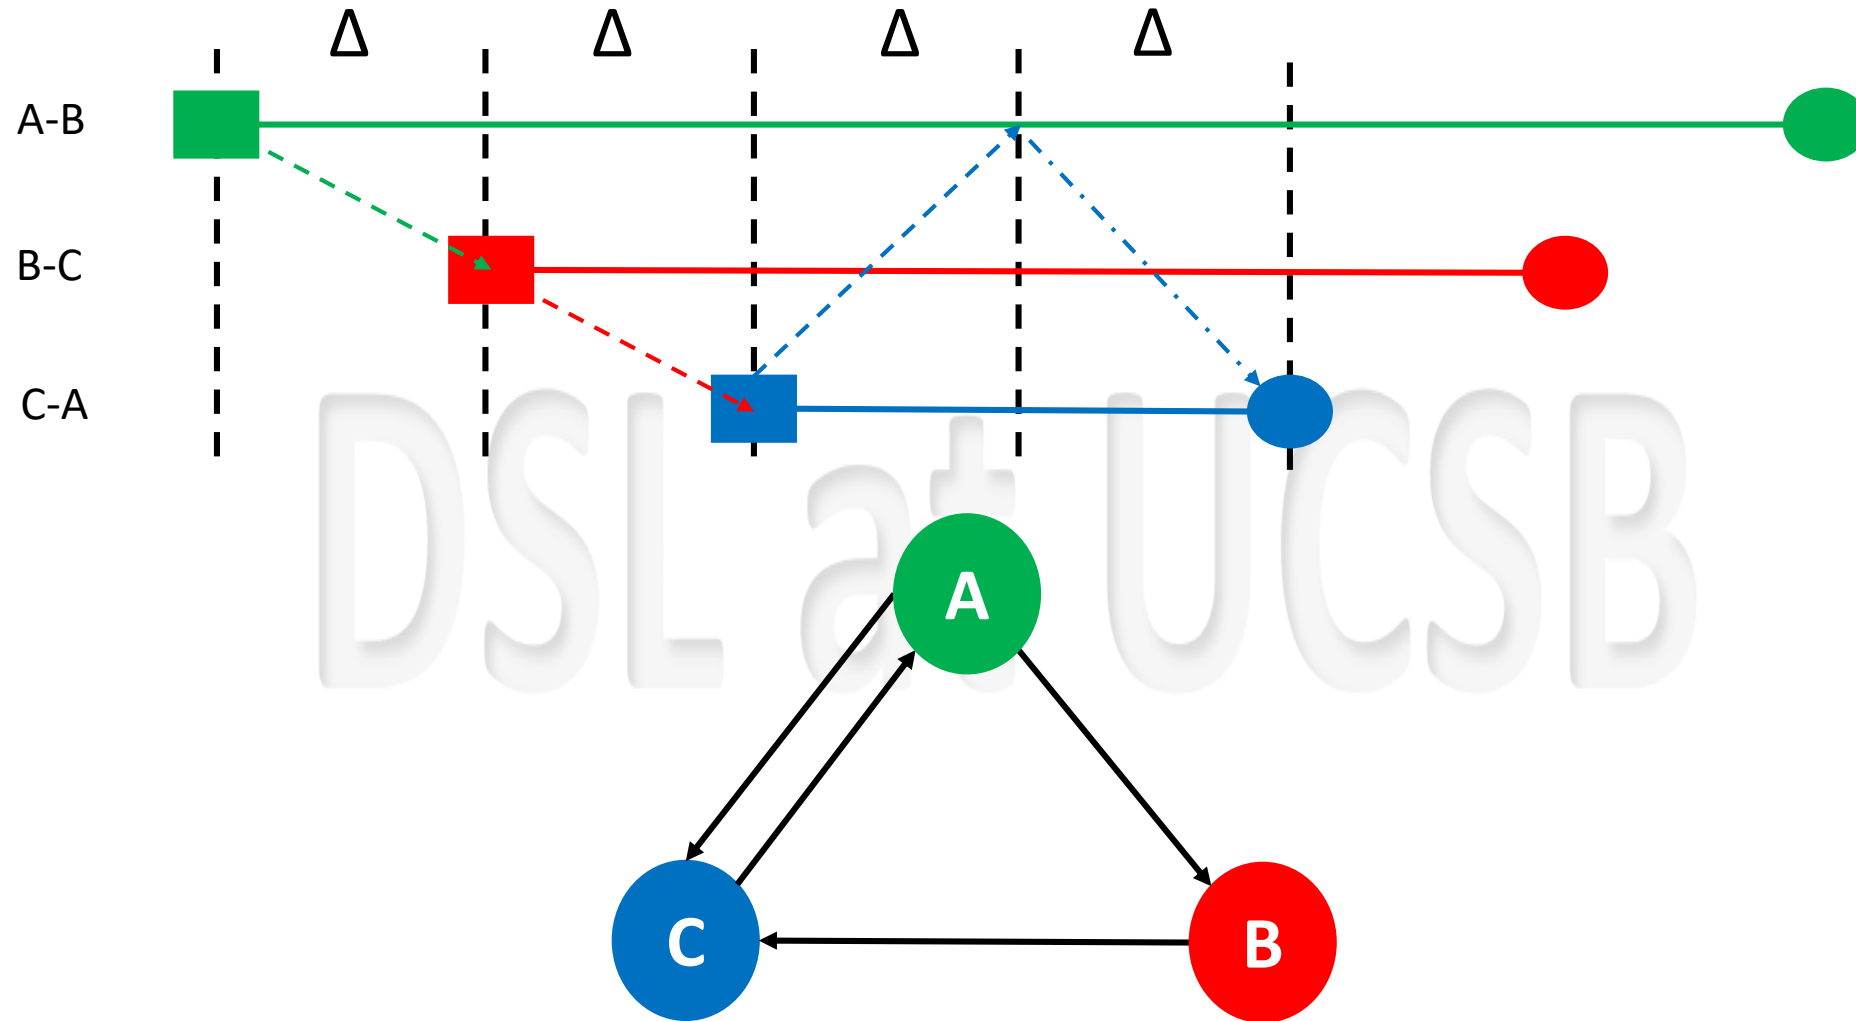 Δ Δ Δ Δ
A-B
B-C
C-A
DSL at UCSB
A
C B